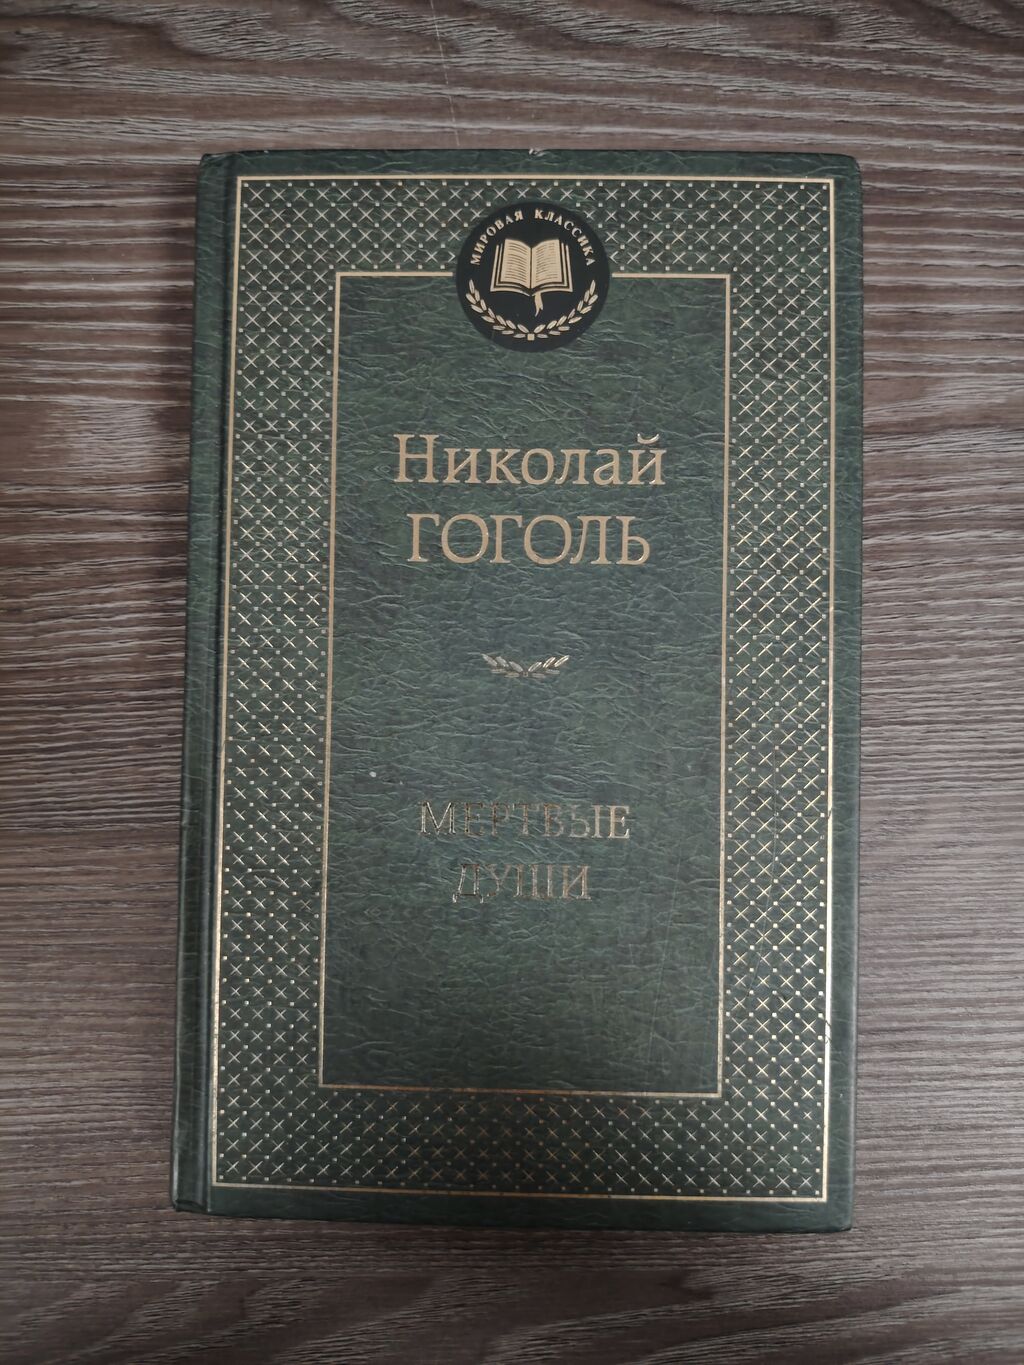 МИРОВАЯ КЛАССИКА
Николай
ГОГОЛЬ
МЕРТВЫЕ
ДУШИ